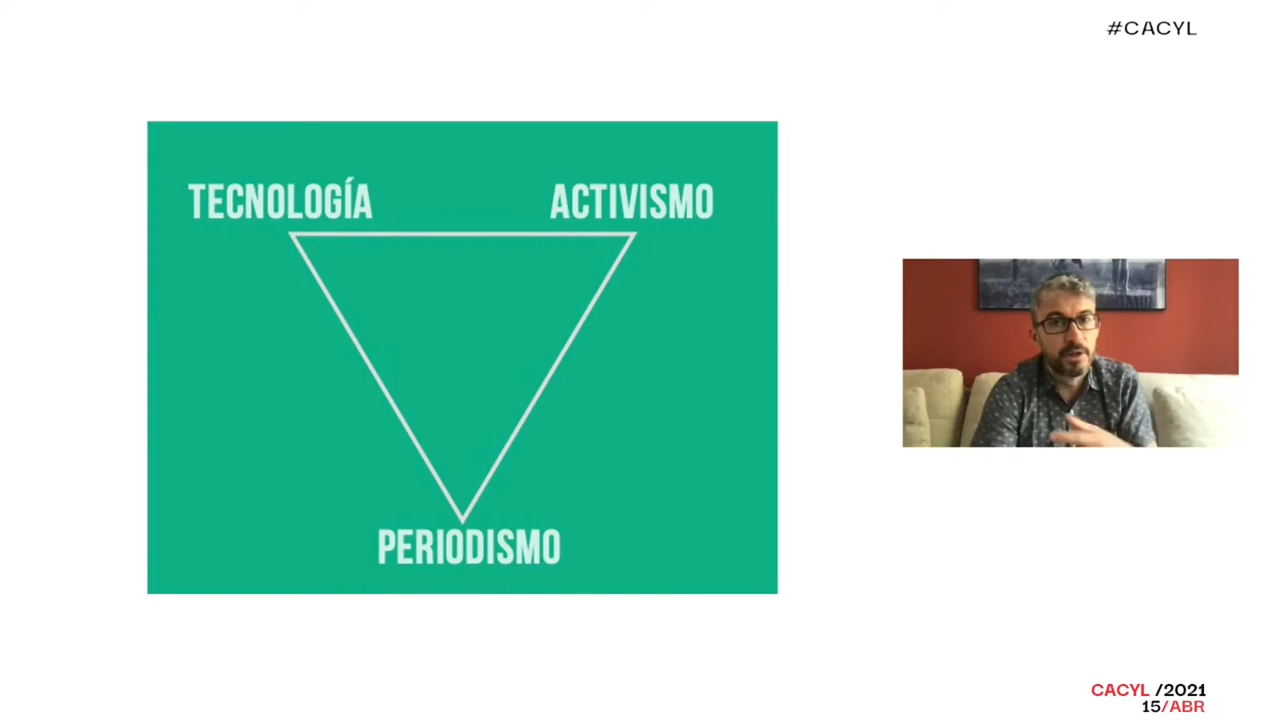 #CACYL
TECNOLOGÍA
ACTIVISMO
PERIODISMO
CACYL /2021
15/ABR